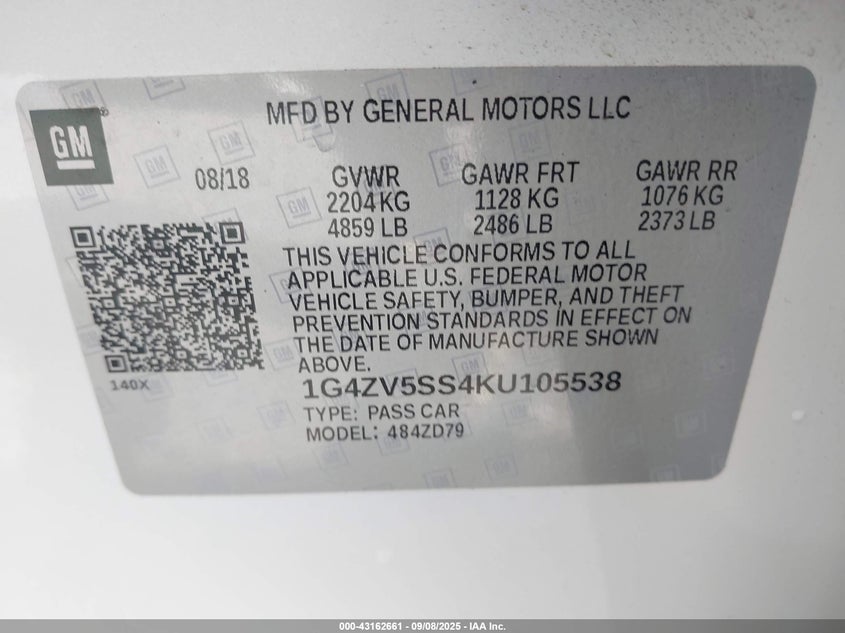 MFD BY GENERAL MOTORS LLC
GM
®
08/18 GVWR GAWR FRT GAWR RR
2204 KG 1128 KG 1076 KG
4859 LB 2486 LB 2373 LB
THIS VEHICLE CONFORMS TO ALL
APPLICABLE U.S. FEDERAL MOTOR
VEHICLE SAFETY, BUMPER, AND THEFT
PREVENTION STANDARDS IN EFFECT ON
THE DATE OF MANUFACTURE SHOWN
ABOVE.
140X
1G4ZV5SS4KU105538
TYPE: PASS CAR
MODEL: 484ZD79
000-43162661 - 09/08/2025 - IAA Inc.